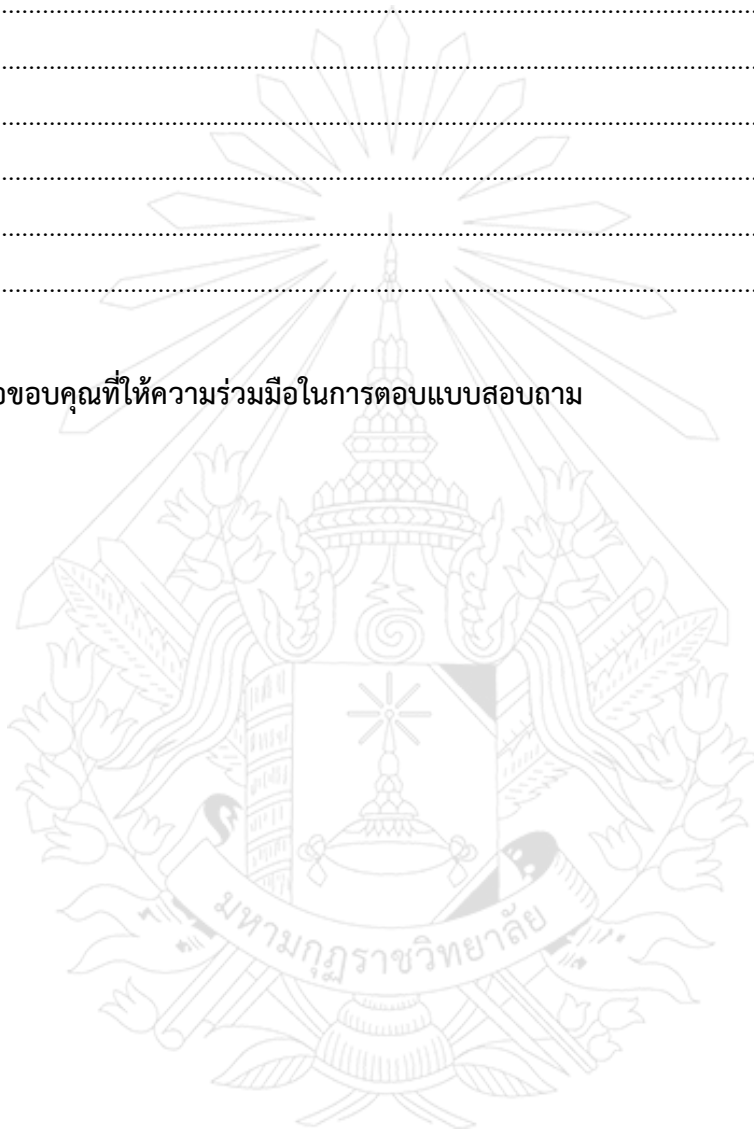 อขอบคุณที่ให้ความร่วมมือในการตอบแบบสอบถาม
มหามกุฏราชวิทยาลัย